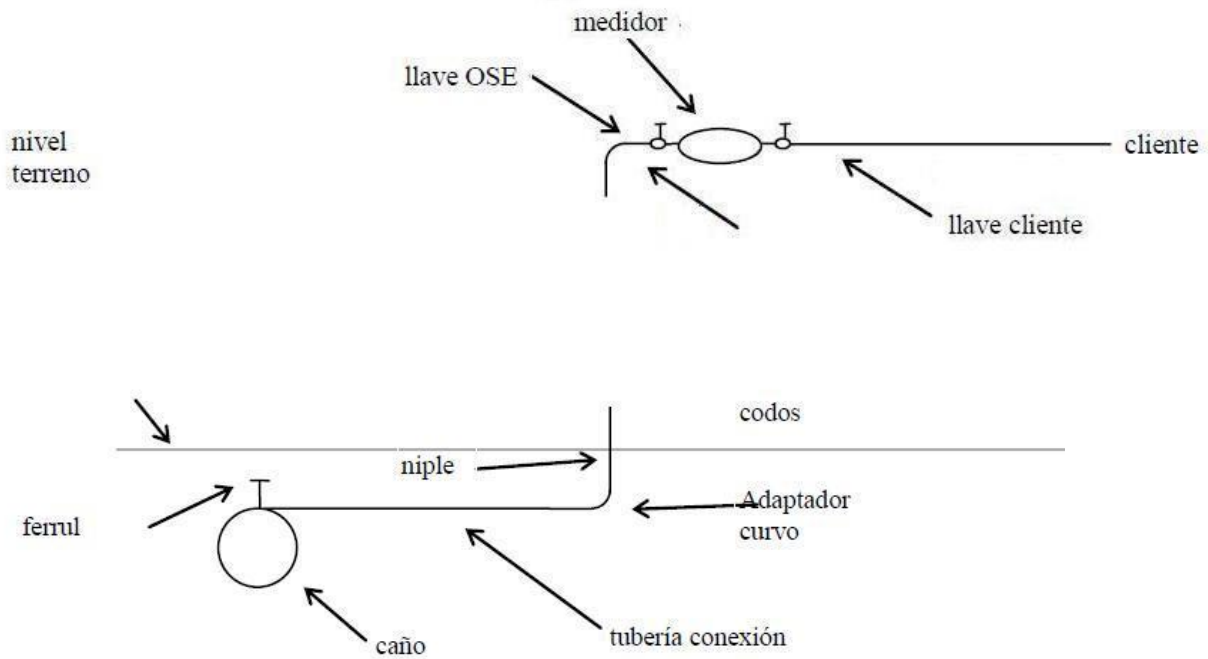 medidor
llave OSE
nivel
terreno
cliente
llave cliente
codos
niple
Adaptador
curvo
ferrul
tubería conexión
caño